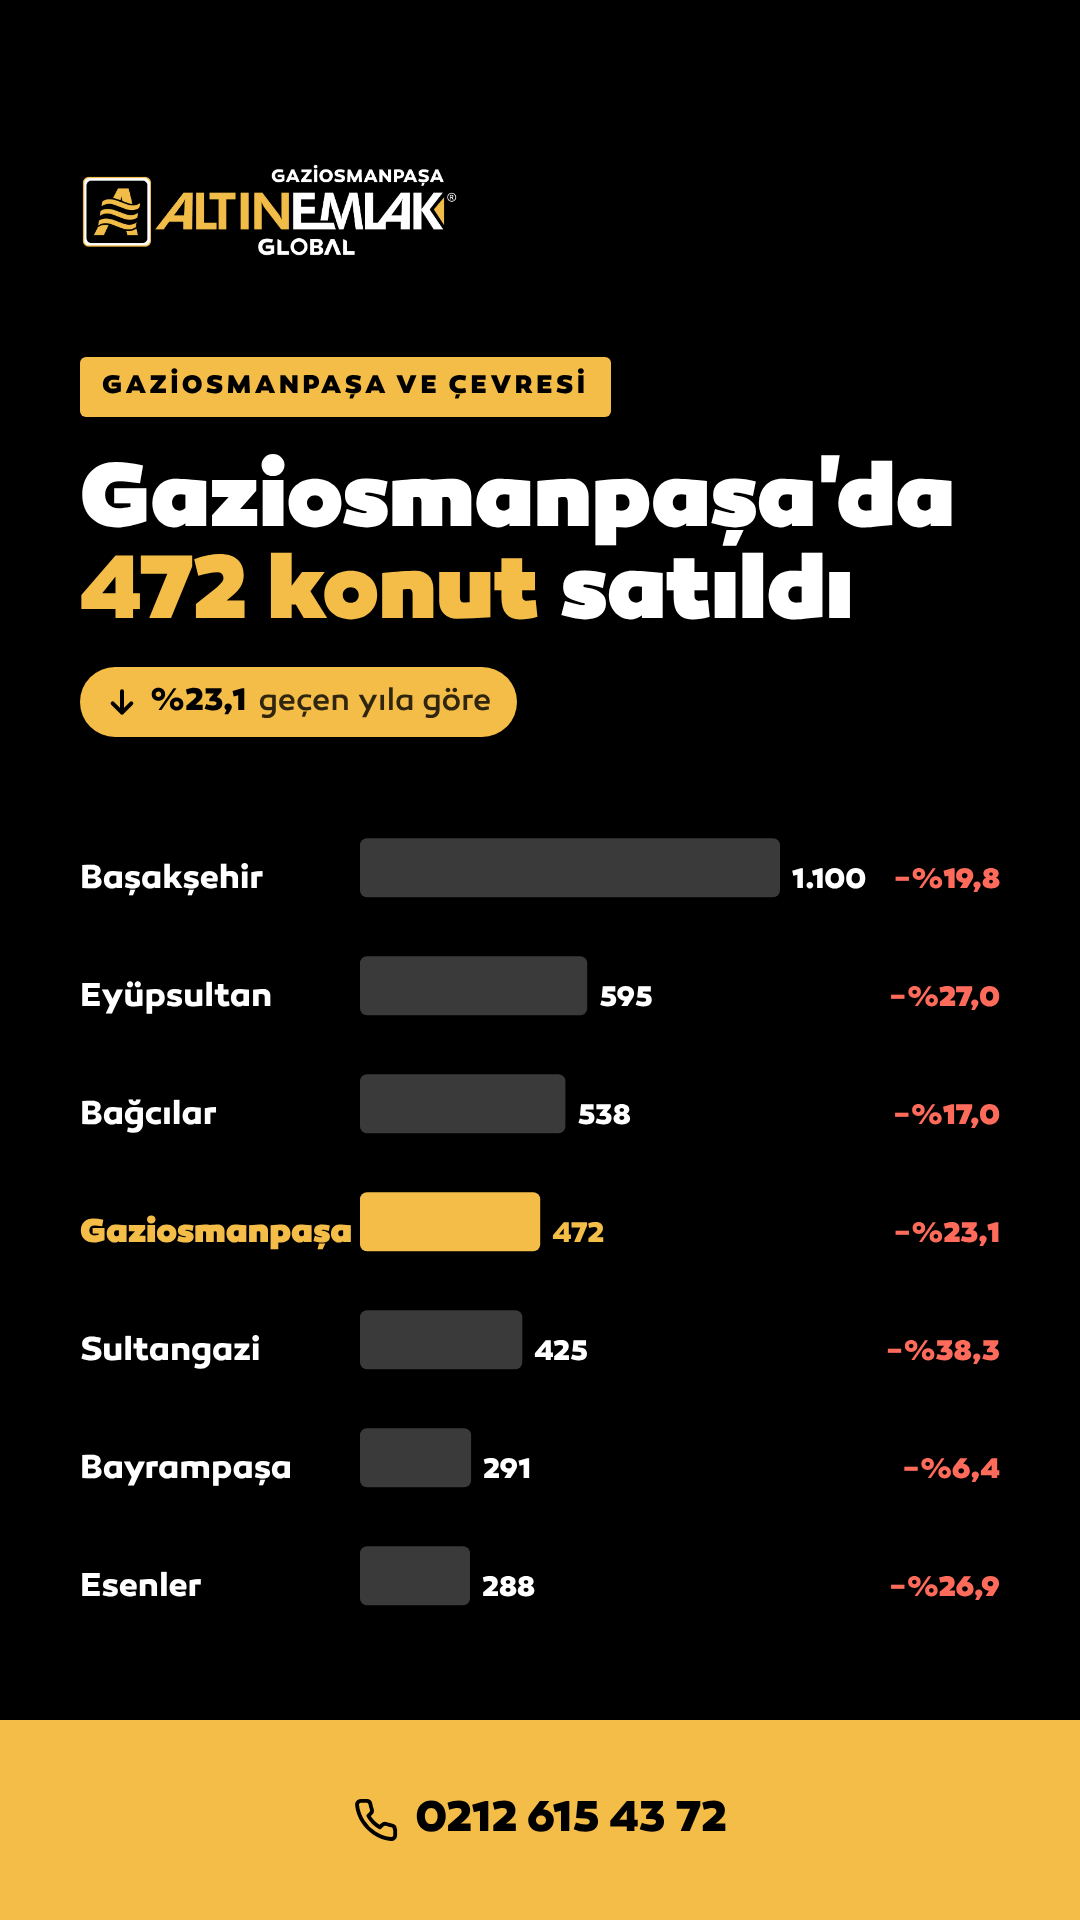 GAZİOSMANPAŞA
ALTINEMLAK®
GLOBAL
GAZİOSMANPAŞA VE ÇEVRESİ
Gaziosmanpaşa'da
472 konut satıldı
↓ %23,1 geçen yıla göre
Başakşehir 1.100 -%19,8
Eyüpsultan 595 -%27,0
Bağcılar 538 -%17,0
Gaziosmanpaşa 472 -%23,1
Sultangazi 425 -%38,3
Bayrampaşa 291 -%6,4
Esenler 288 -%26,9
0212 615 43 72